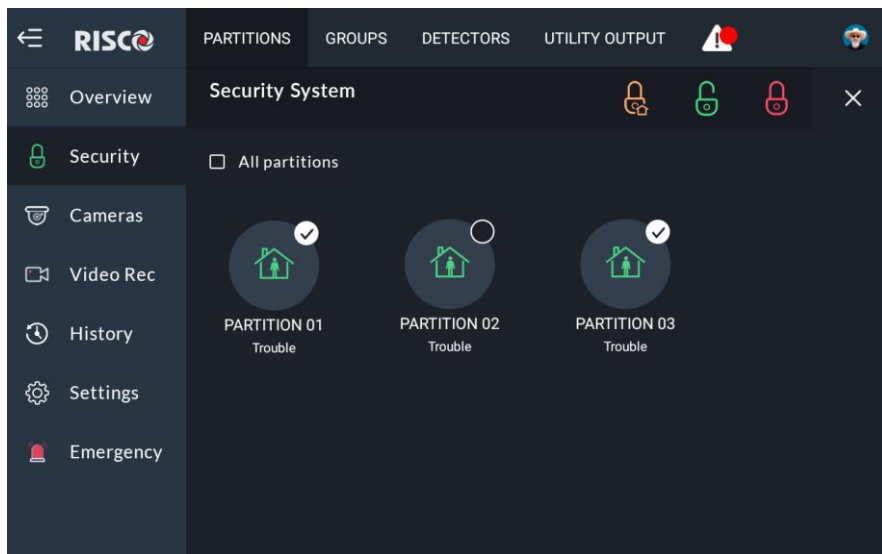 RISCO
PARTITIONS GROUPS DETECTORS UTILITY OUTPUT
Overview
Security System
Security
All partitions
Cameras
Video Rec
History
PARTITION 01 PARTITION 02 PARTITION 03
Trouble Trouble Trouble
Settings
Emergency